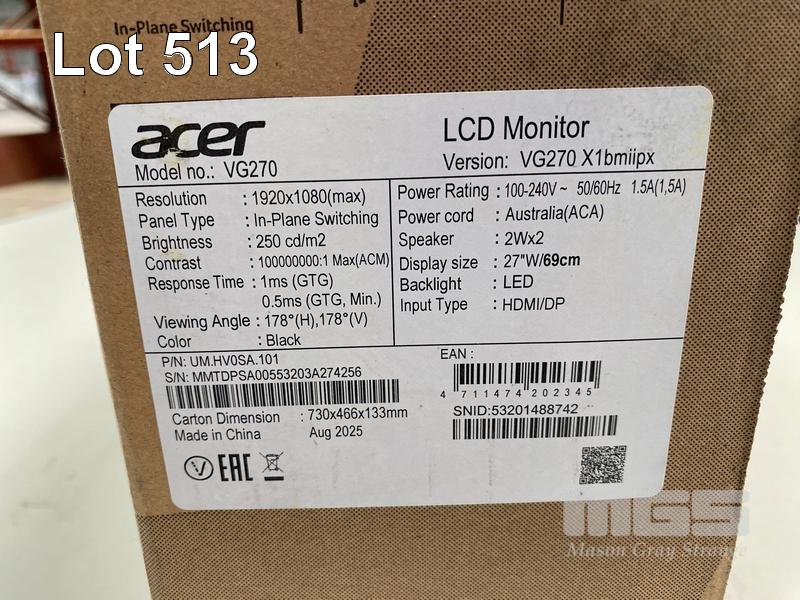 In-Plane Switching
Lot 513
acer
LCD Monitor
Model no.: VG270
Version: VG270 X1bmiipx
Resolution : 1920x1080(max)
Panel Type : In-Plane Switching
Brightness : 250 cd/m2
Contrast : 100000000:1 Max(ACM)
Response Time : 1ms (GTG)
0.5ms (GTG, Min.)
Viewing Angle : 178°(H),178°(V)
Color : Black
Power Rating : 100-240V ~ 50/60Hz 1.5A(1,5A)
Power cord : Australia(ACA)
Speaker : 2Wx2
Display size : 27"W/69cm
Backlight : LED
Input Type : HDMI/DP
P/N: UM.HV0SA.101
S/N: MMTDPSA00553203A274256
Carton Dimension : 730x466x133mm
Made in China Aug 2025
EAN :
4 711474 202345
SNID:53201488742
EAC
MGS
Mason Gray Strange